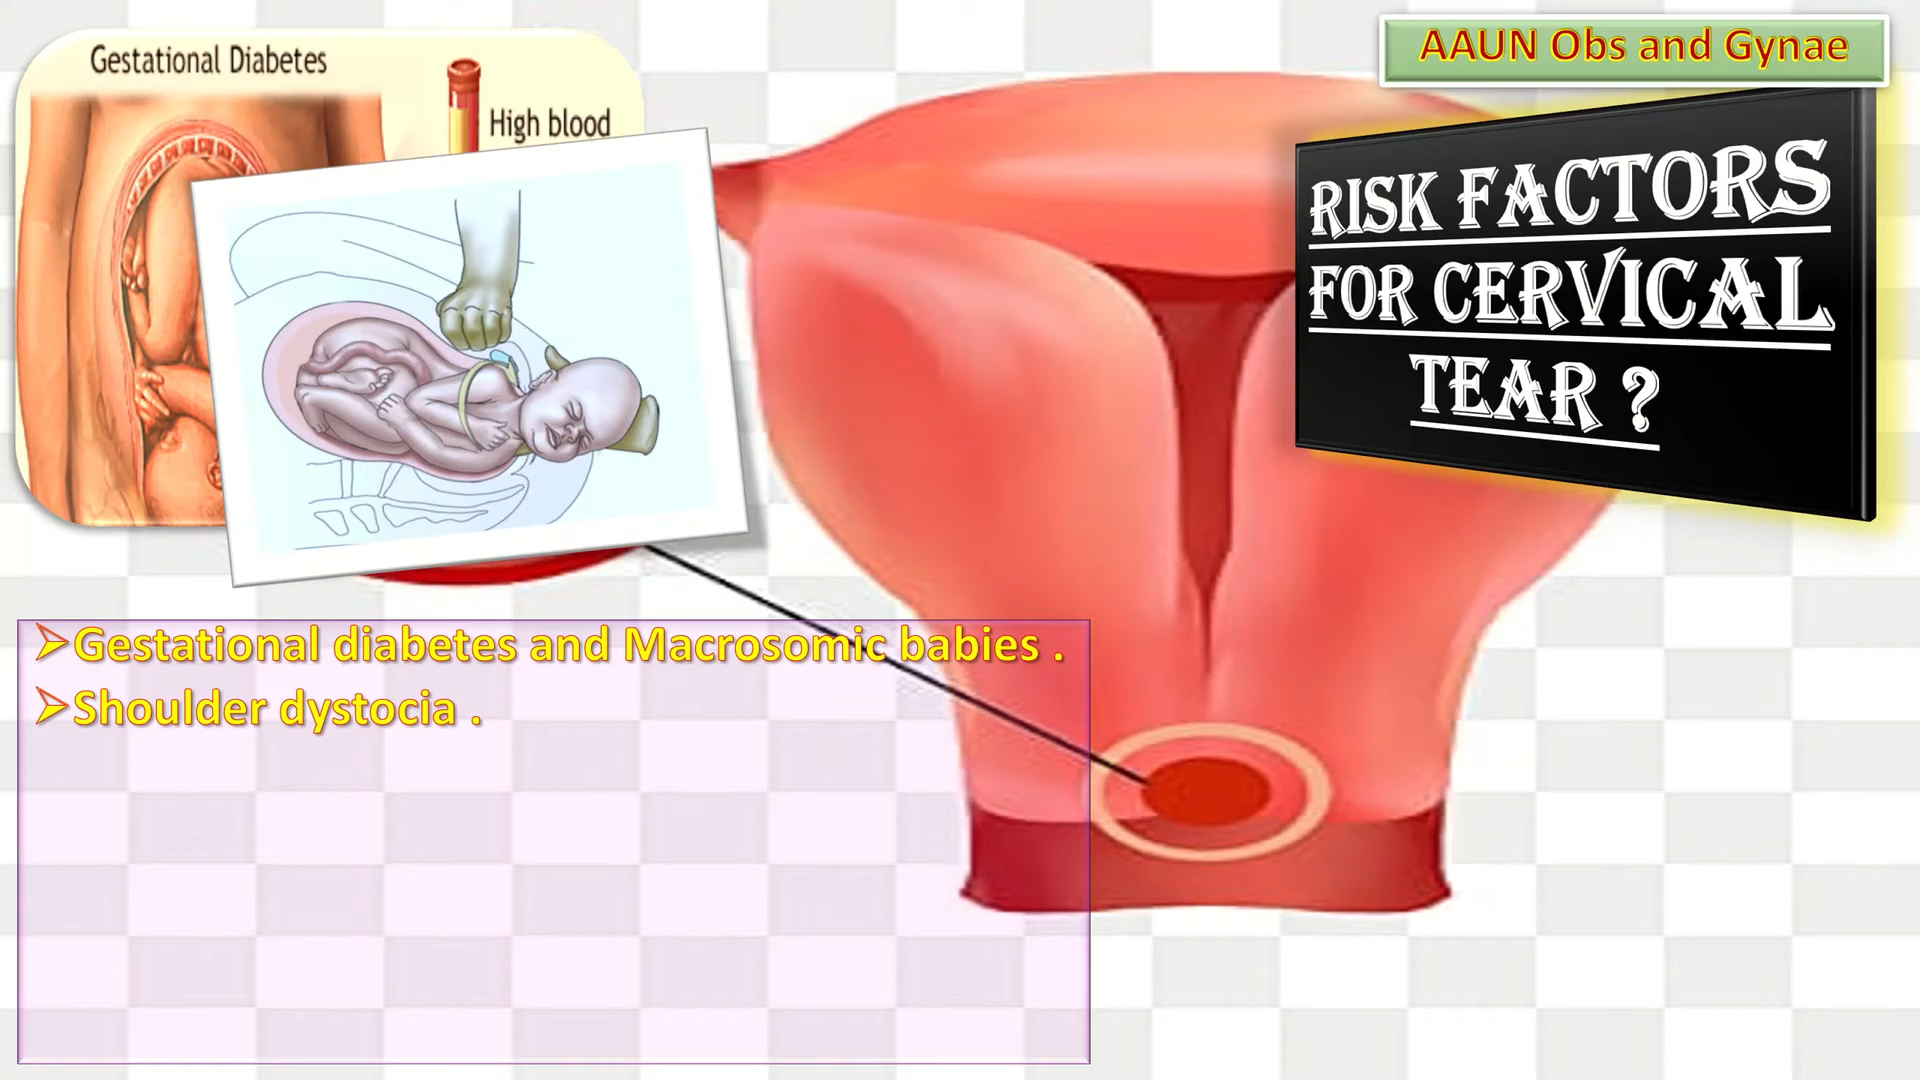 Gestational Diabetes
High blood
AAUN Obs and Gynae
RISK FACTORS
FOR CERVICAL
TEAR ?
➢Gestational diabetes and Macrosomic babies .
➢Shoulder dystocia .